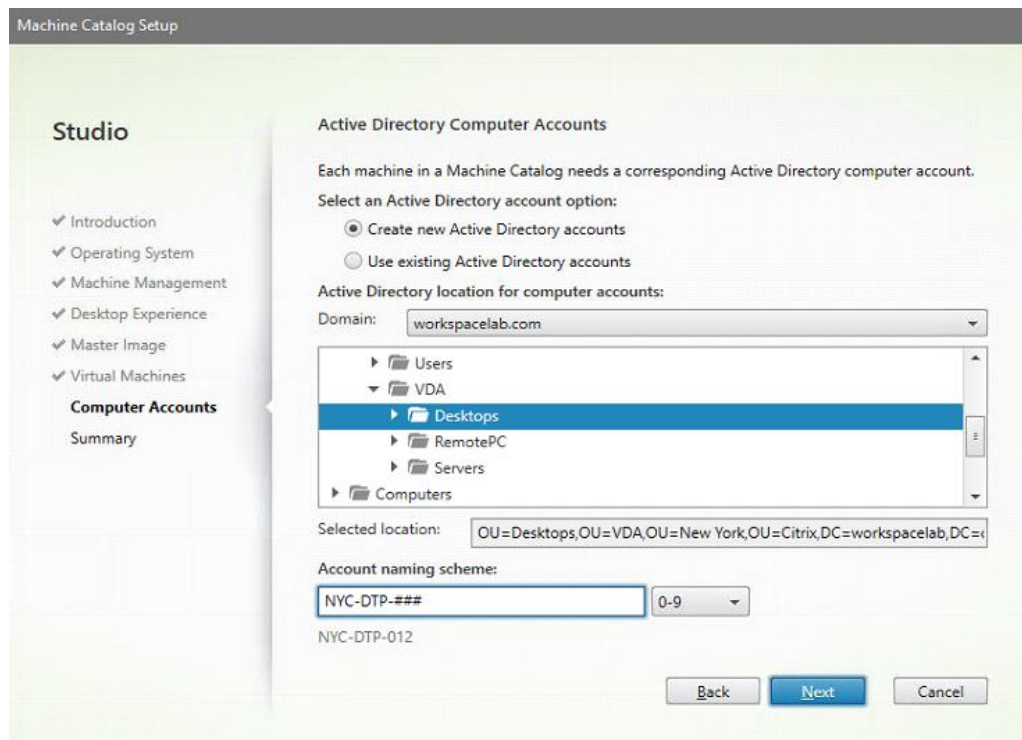 Machine Catalog Setup
Studio
Introduction
Operating System
Machine Management
Desktop Experience
Master Image
Virtual Machines
Computer Accounts
Summary
Active Directory Computer Accounts
Each machine in a Machine Catalog needs a corresponding Active Directory computer account.
Select an Active Directory account option:
Create new Active Directory accounts
Use existing Active Directory accounts
Active Directory location for computer accounts:
Domain: workspacelab.com
Users
VDA
Desktops
RemotePC
Servers
Computers
Selected location: OU=Desktops,OU=VDA,OU=New York,OU=Citrix,DC=workspacelab,DC=
Account naming scheme:
NYC-DTP-### 0-9
NYC-DTP-012
Back Next Cancel